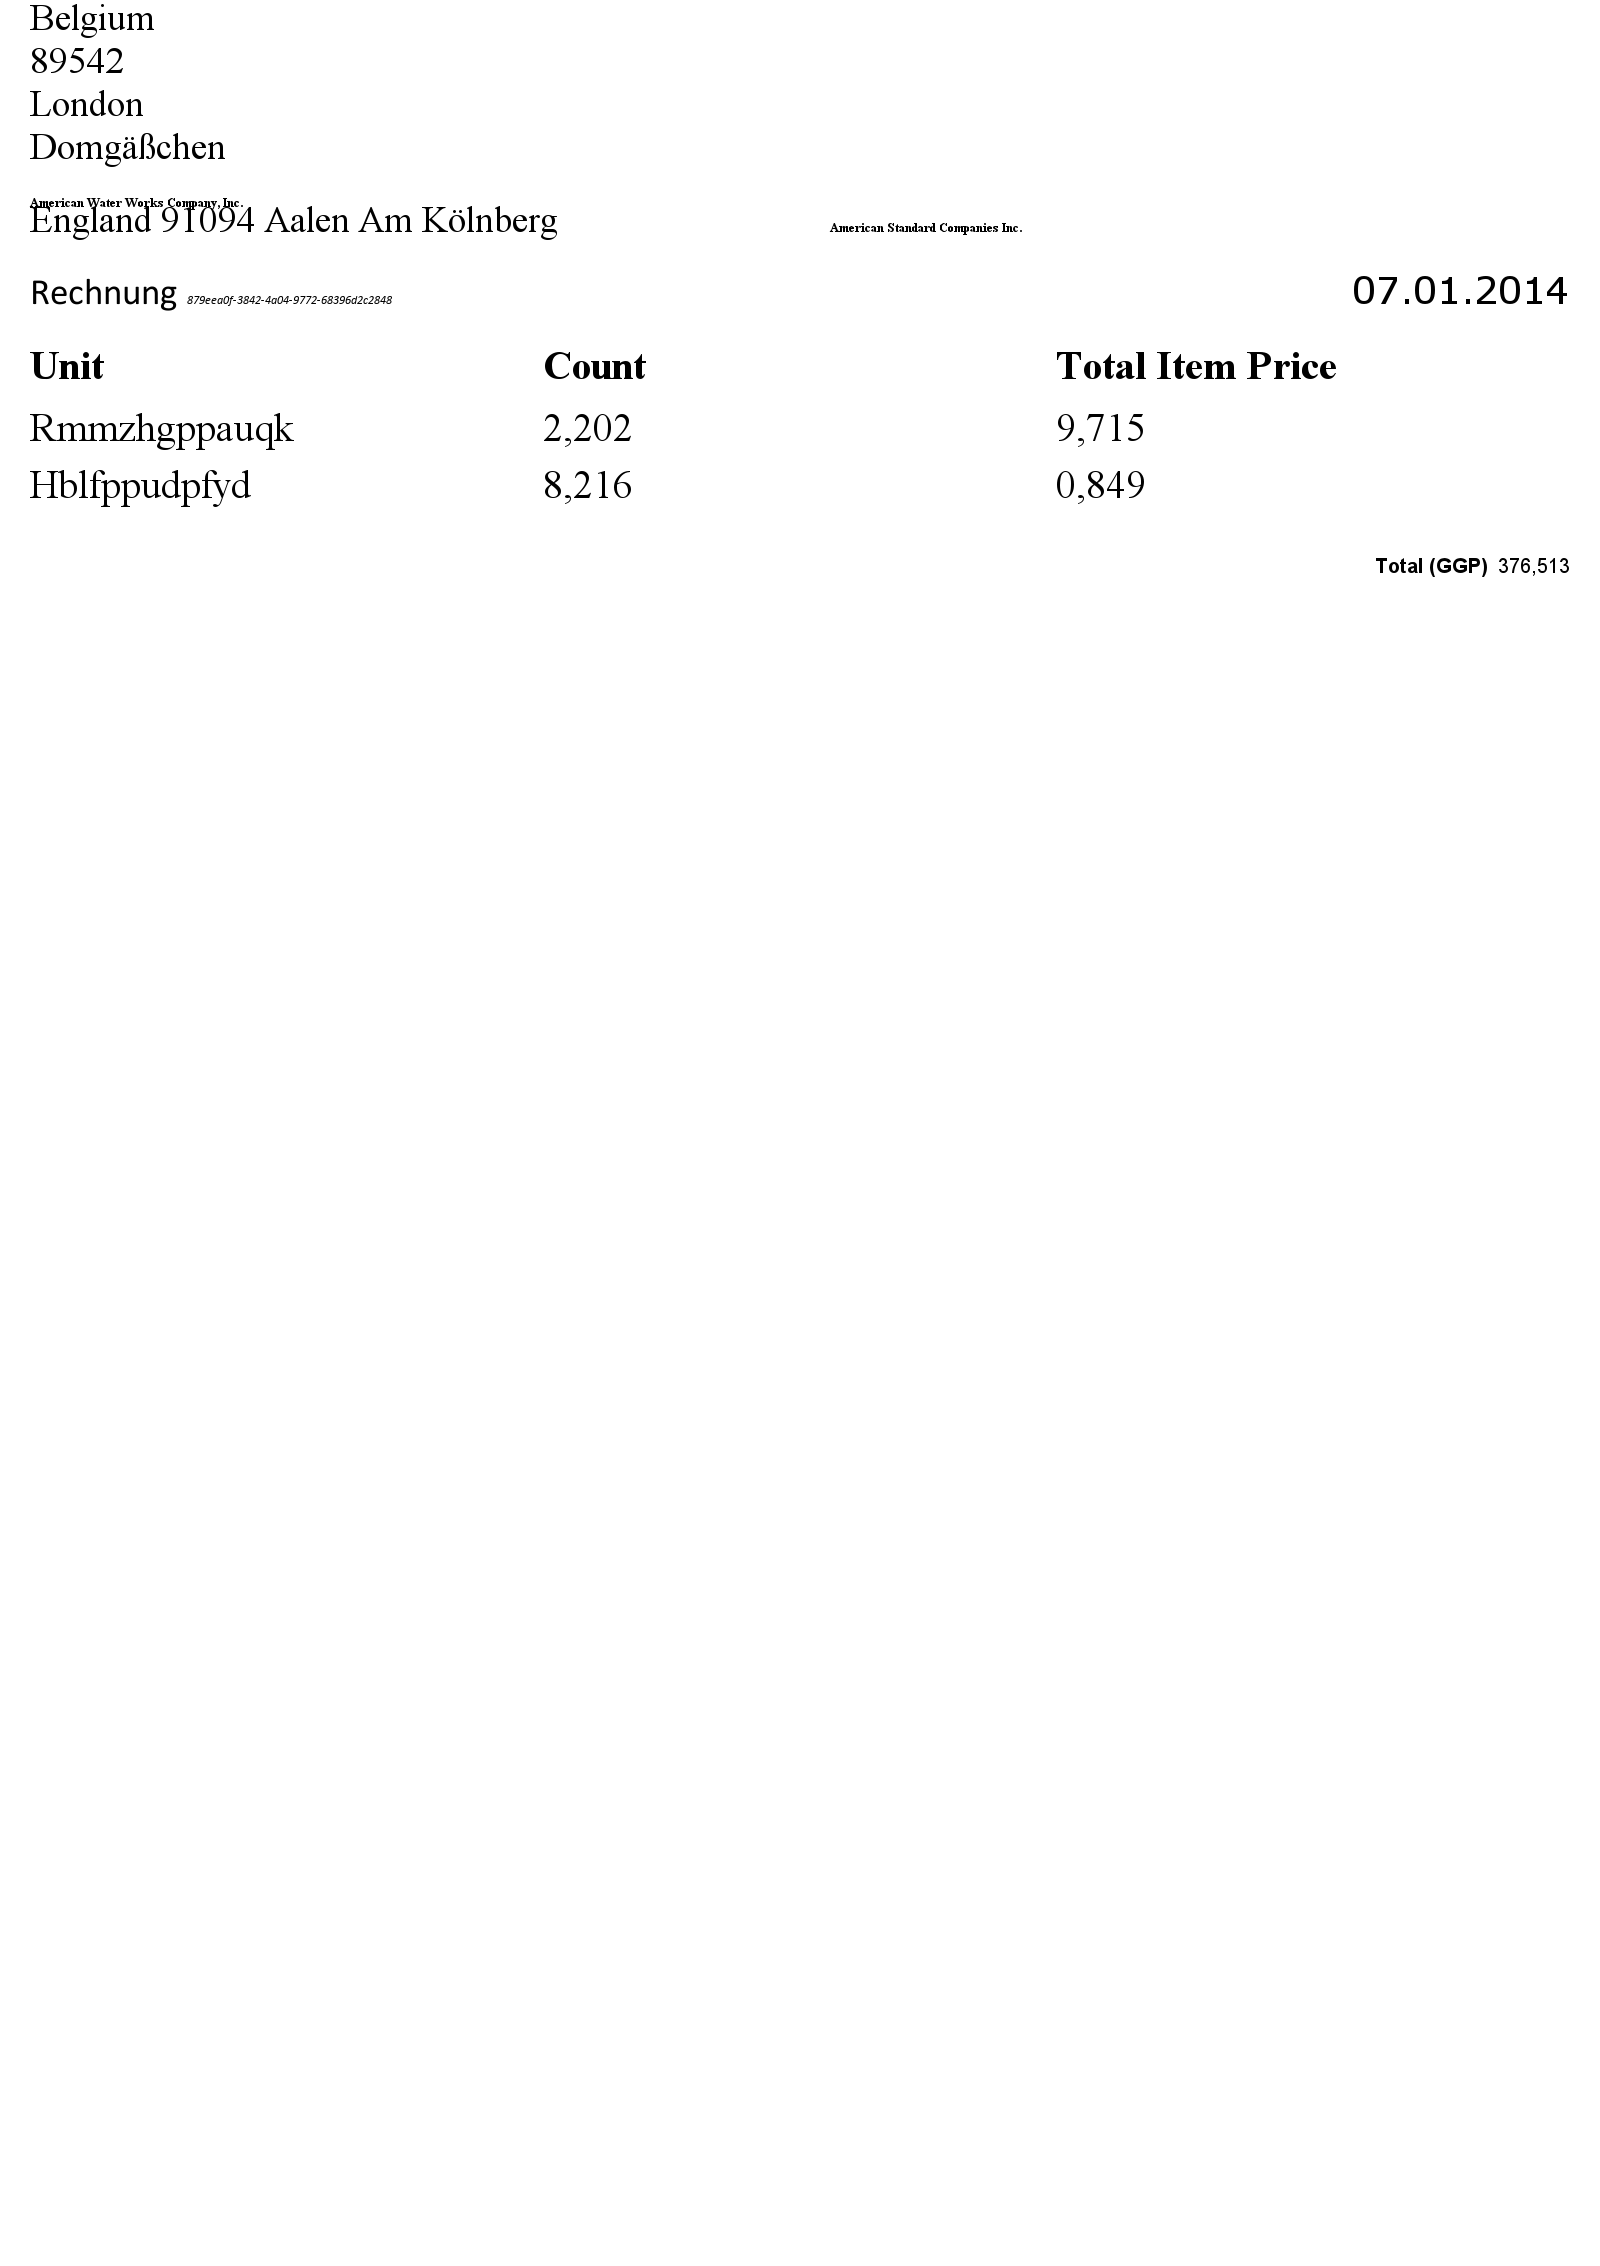 Belgium
89542
London
Domgäßchen
American Water Works Company, Inc.
England 91094 Aalen Am Kölnberg
American Standard Companies Inc.
Rechnung 879eea0f-3842-4a04-9772-68396d2c2848 07.01.2014
Unit Count Total Item Price
Rmmzhgppauqk 2,202 9,715
Hblfppudpfyd 8,216 0,849
Total (GGP) 376,513